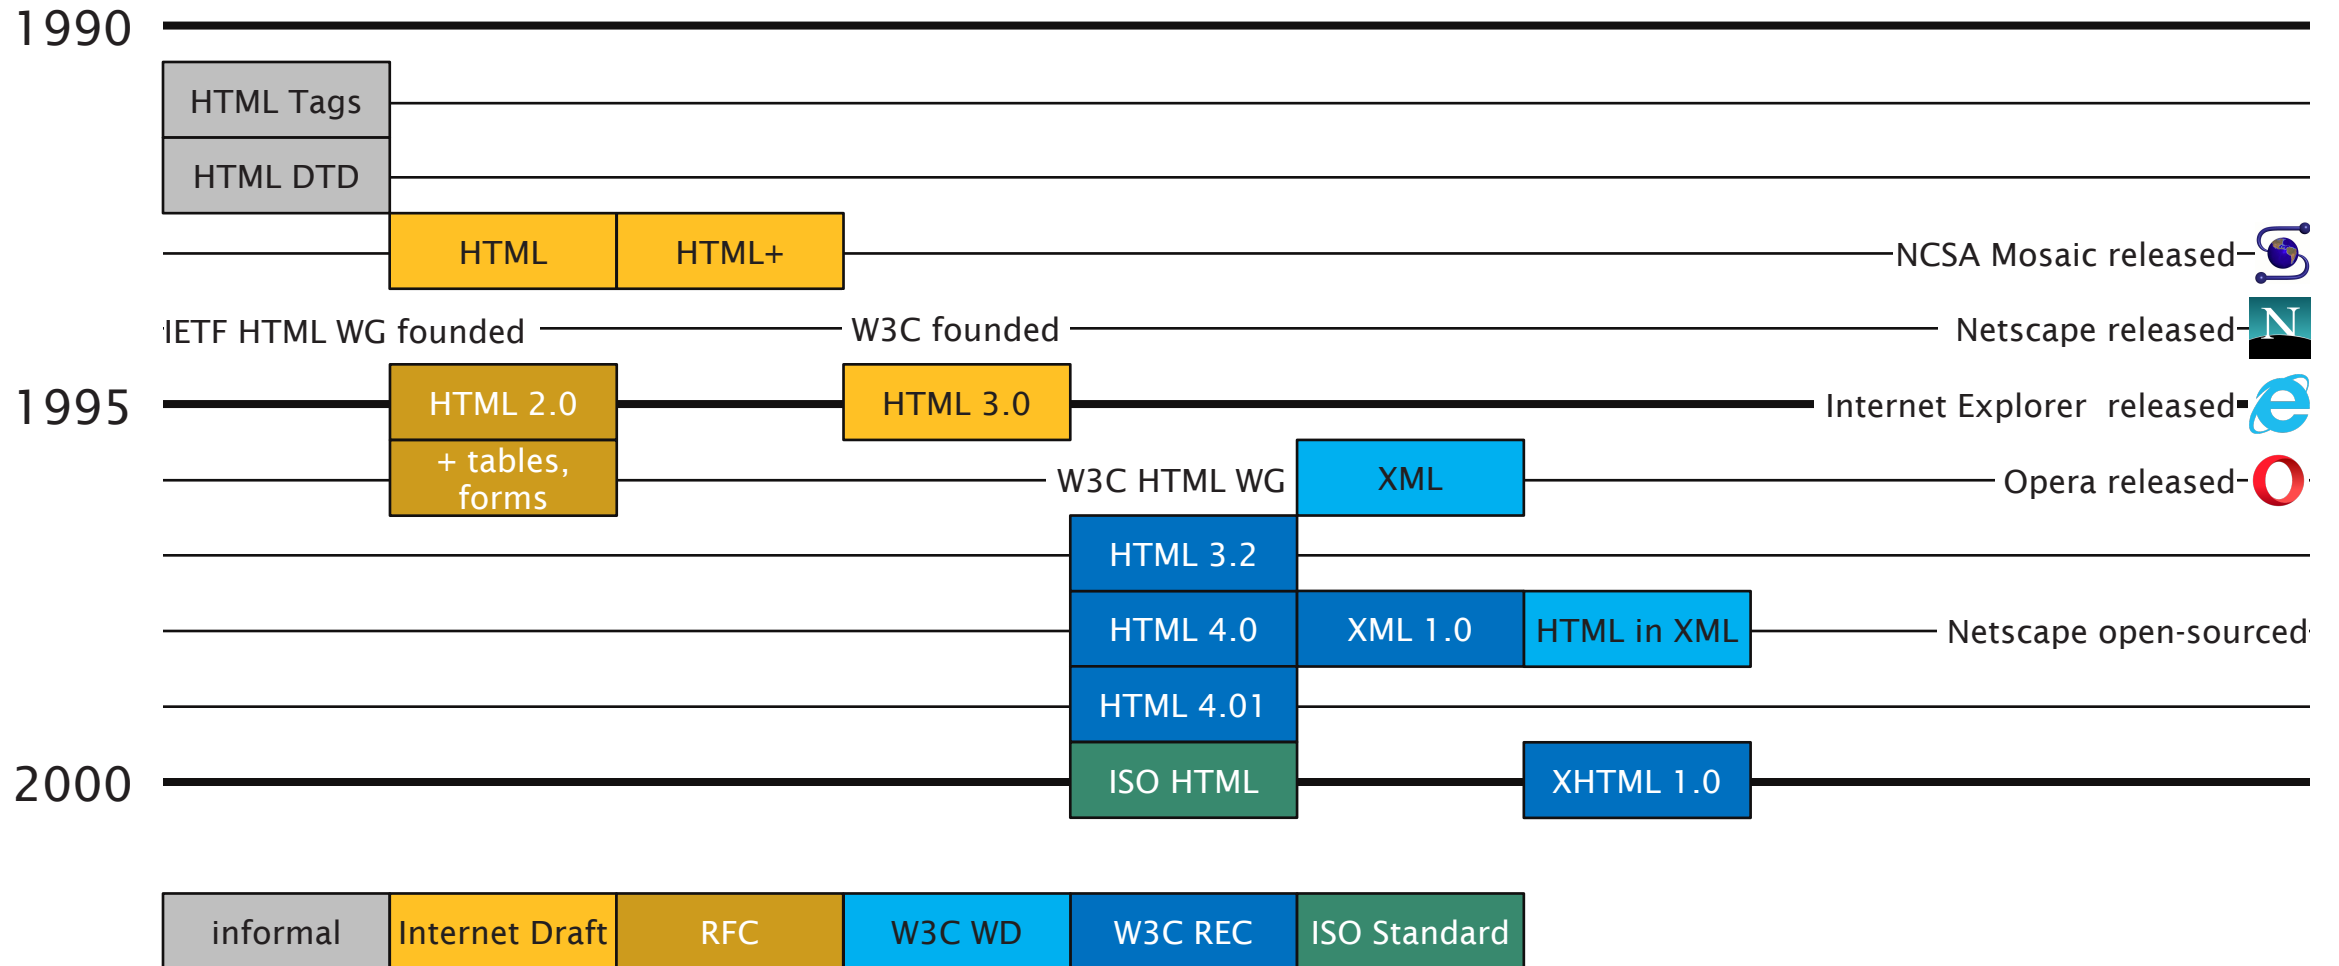 1990
HTML Tags
HTML DTD
HTML HTML+ NCSA Mosaic released
IETF HTML WG founded W3C founded Netscape released
N
1995 HTML 2.0 HTML 3.0 Internet Explorer released
+ tables,
forms
W3C HTML WG XML Opera released
HTML 3.2
HTML 4.0 XML 1.0 HTML in XML Netscape open-sourced
HTML 4.01
2000 ISO HTML XHTML 1.0
informal Internet Draft RFC W3C WD W3C REC ISO Standard